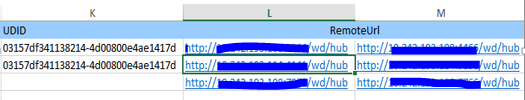 K L M
UDID RemoteUrl
03157df341138214-4d00800e4ae1417d http:// /wd/hub http:// /wd/hub
03157df341138214-4d00800e4ae1417d http:// /wd/hub http:// /wd/hub
http:// /wd/hub http:// /wd/hub